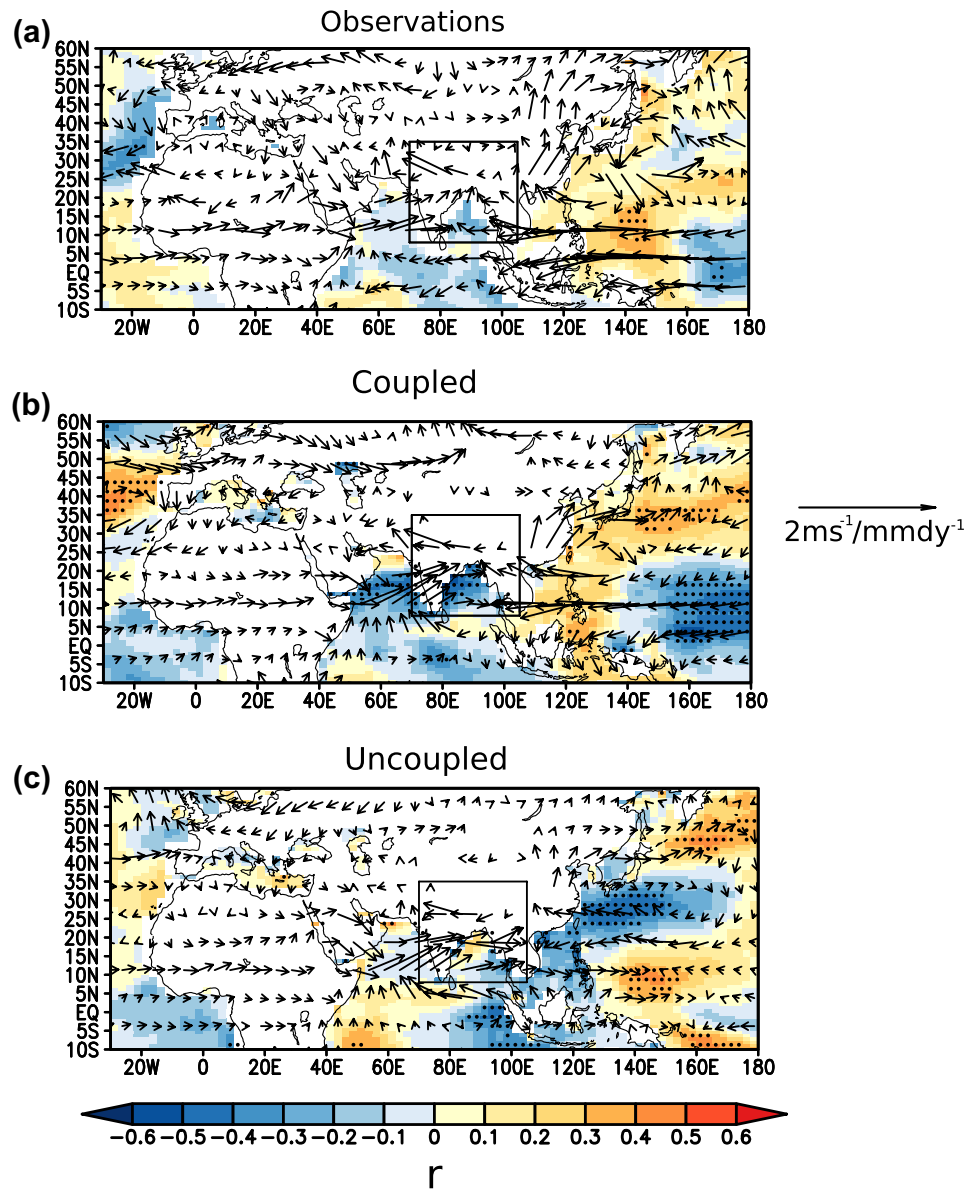 (a)
Observations
60N
55N
50N
45N
40N
35N
30N
25N
20N
15N
10N
5N
EQ
5S
10S
20W 0 20E 40E 60E 80E 100E 120E 140E 160E 180
(b)
Coupled
60N
55N
50N
45N
40N
35N
30N
25N
20N
15N
10N
5N
EQ
5S
10S
20W 0 20E 40E 60E 80E 100E 120E 140E 160E 180
2ms⁻¹/mmdy⁻¹
(c)
Uncoupled
60N
55N
50N
45N
40N
35N
30N
25N
20N
15N
10N
5N
EQ
5S
10S
20W 0 20E 40E 60E 80E 100E 120E 140E 160E 180
−0.6 −0.5 −0.4 −0.3 −0.2 −0.1 0 0.1 0.2 0.3 0.4 0.5 0.6
r